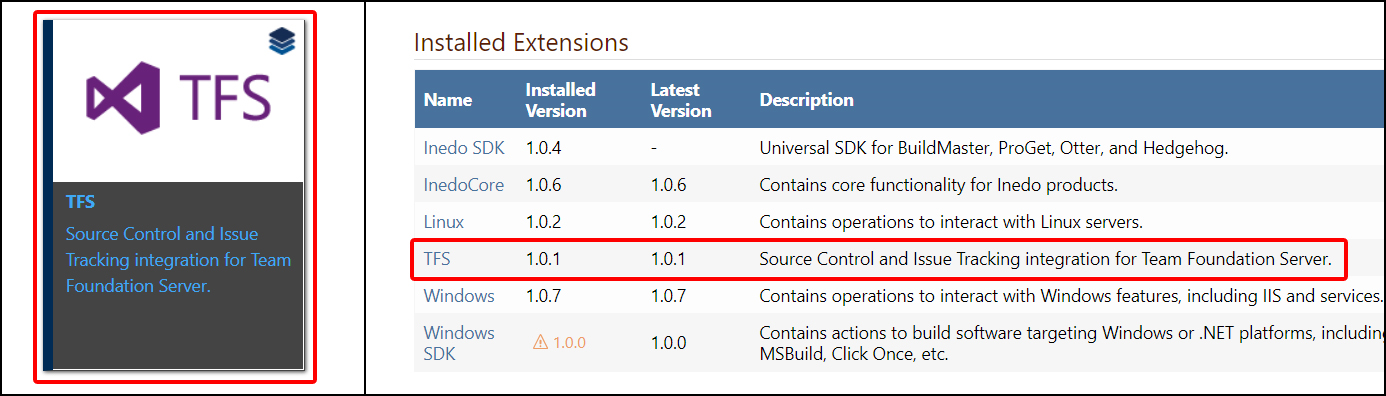 TFS
TFS
Source Control and Issue
Tracking integration for Team
Foundation Server.
Installed Extensions
Name Installed Version Latest Version Description
Inedo SDK 1.0.4 - Universal SDK for BuildMaster, ProGet, Otter, and Hedgehog.
InedoCore 1.0.6 1.0.6 Contains core functionality for Inedo products.
Linux 1.0.2 1.0.2 Contains operations to interact with Linux servers.
TFS 1.0.1 1.0.1 Source Control and Issue Tracking integration for Team Foundation Server.
Windows 1.0.7 1.0.7 Contains operations to interact with Windows features, including IIS and services.
Windows SDK 1.0.0 1.0.0 Contains actions to build software targeting Windows or .NET platforms, including
MSBuild, Click Once, etc.